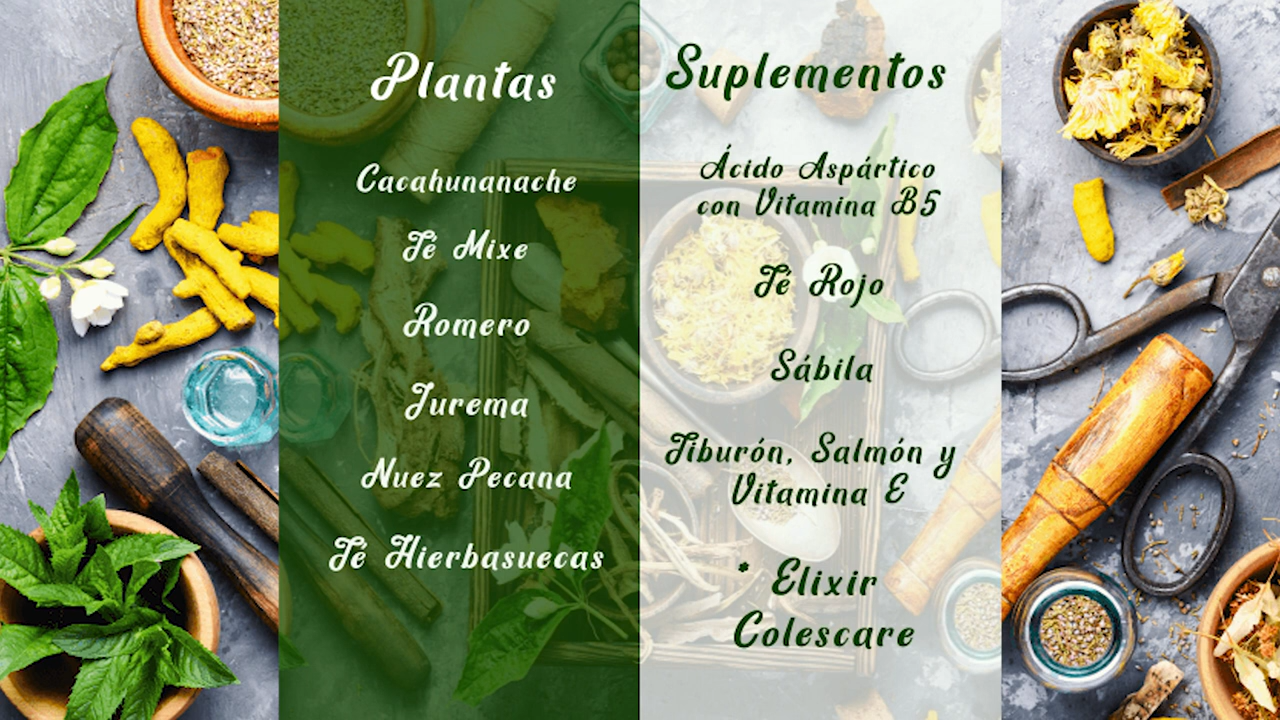 Plantas
Cacahunanache
Té Mixe
Romero
Jurema
Nuez Pecana
Té Hierbasuecas
Suplementos
Ácido Aspártico
con Vitamina B5
Té Rojo
Sábila
Tiburón, Salmón y
Vitamina E
* Elixir
Colescare